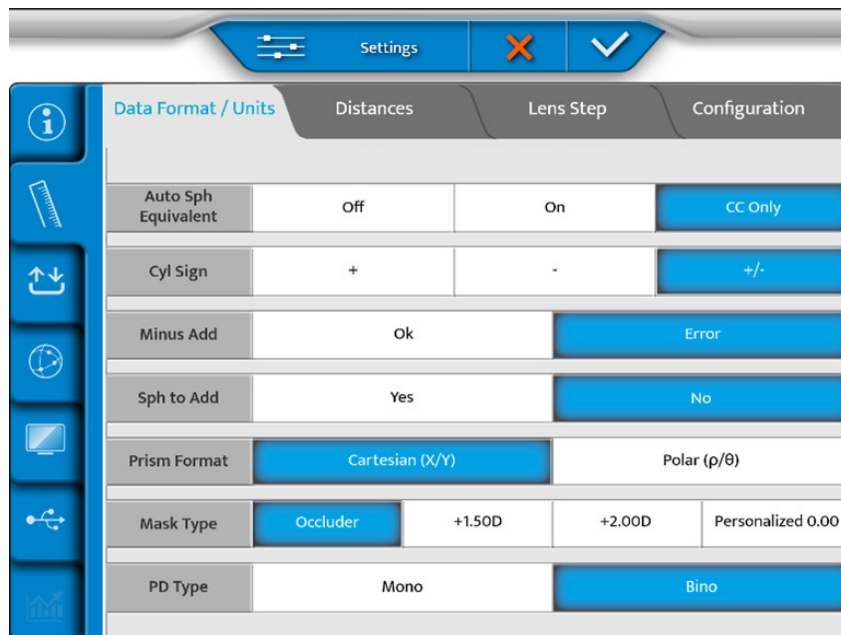 Settings
Data Format / Units Distances Lens Step Configuration
Auto Sph
Equivalent Off On CC Only
Cyl Sign + - +/-
Minus Add Ok Error
Sph to Add Yes No
Prism Format Cartesian (X/Y) Polar (ρ/θ)
Mask Type Occluder +1.50D +2.00D Personalized 0.00
PD Type Mono Bino